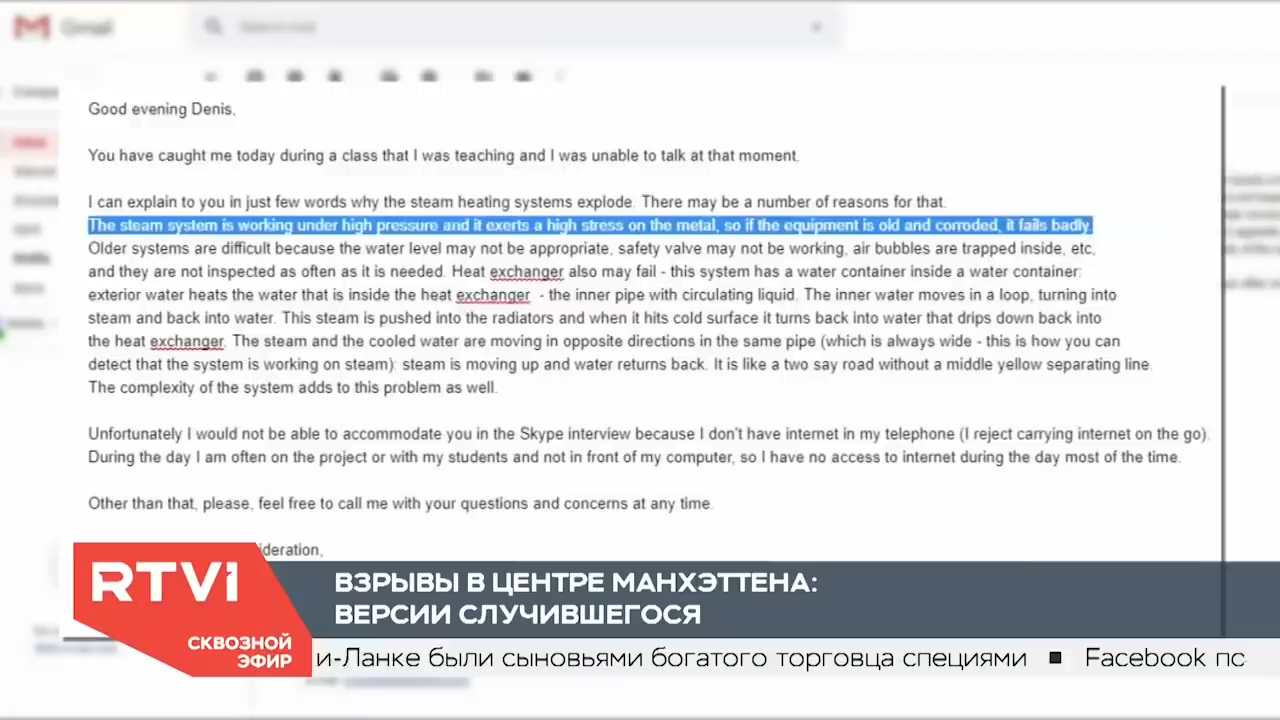 Gmail
Good evening Denis,
You have caught me today during a class that I was teaching and I was unable to talk at that moment.
I can explain to you in just few words why the steam heating systems explode. There may be a number of reasons for that.
The steam system is working under high pressure and it exerts a high stress on the metal, so if the equipment is old and corroded, it fails badly.
Older systems are difficult because the water level may not be appropriate, safety valve may not be working, air bubbles are trapped inside, etc,
and they are not inspected as often as it is needed. Heat exchanger also may fail - this system has a water container inside a water container:
exterior water heats the water that is inside the heat exchanger - the inner pipe with circulating liquid. The inner water moves in a loop, turning into
steam and back into water. This steam is pushed into the radiators and when it hits cold surface it turns back into water that drips down back into
the heat exchanger. The steam and the cooled water are moving in opposite directions in the same pipe (which is always wide - this is how you can
detect that the system is working on steam): steam is moving up and water returns back. It is like a two say road without a middle yellow separating line.
The complexity of the system adds to this problem as well.
Unfortunately I would not be able to accommodate you in the Skype interview because I don't have internet in my telephone (I reject carrying internet on the go).
During the day I am often on the project or with my students and not in front of my computer, so I have no access to internet during the day most of the time.
Other than that, please, feel free to call me with your questions and concerns at any time.
ideration,
RTVI
СКВОЗНОЙ
ЭФИР
ВЗРЫВЫ В ЦЕНТРЕ МАНХЭТТЕНА:
ВЕРСИИ СЛУЧИВШЕГОСЯ
и-Ланке были сыновьями богатого торговца специями ■ Facebook пс